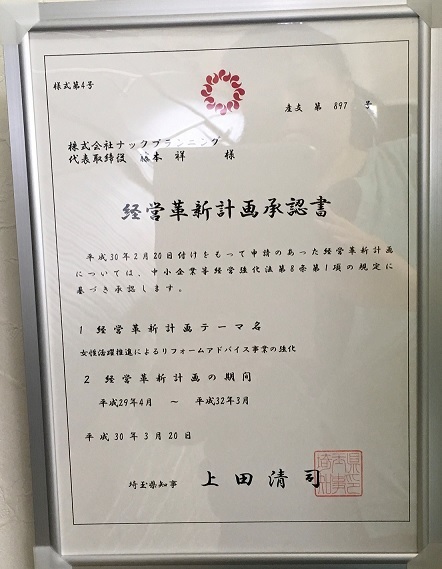 様式第4号
産支 第 897 号
株式会社ナックプランニング
代表取締役 本 祥 様
経営革新計画承認書
平成30年2月20日付けをもって申請のあった経営革新計画
については、中小企業等経営強化法第8条第1項の規定に
基づき承認します。
1 経営革新計画テーマ名
女性活躍推進によるリフォームアドバイス事業の強化
2 経営革新計画の期間
平成29年4月 ～ 平成32年3月
平成30年3月20日
埼玉県知事 上田清司